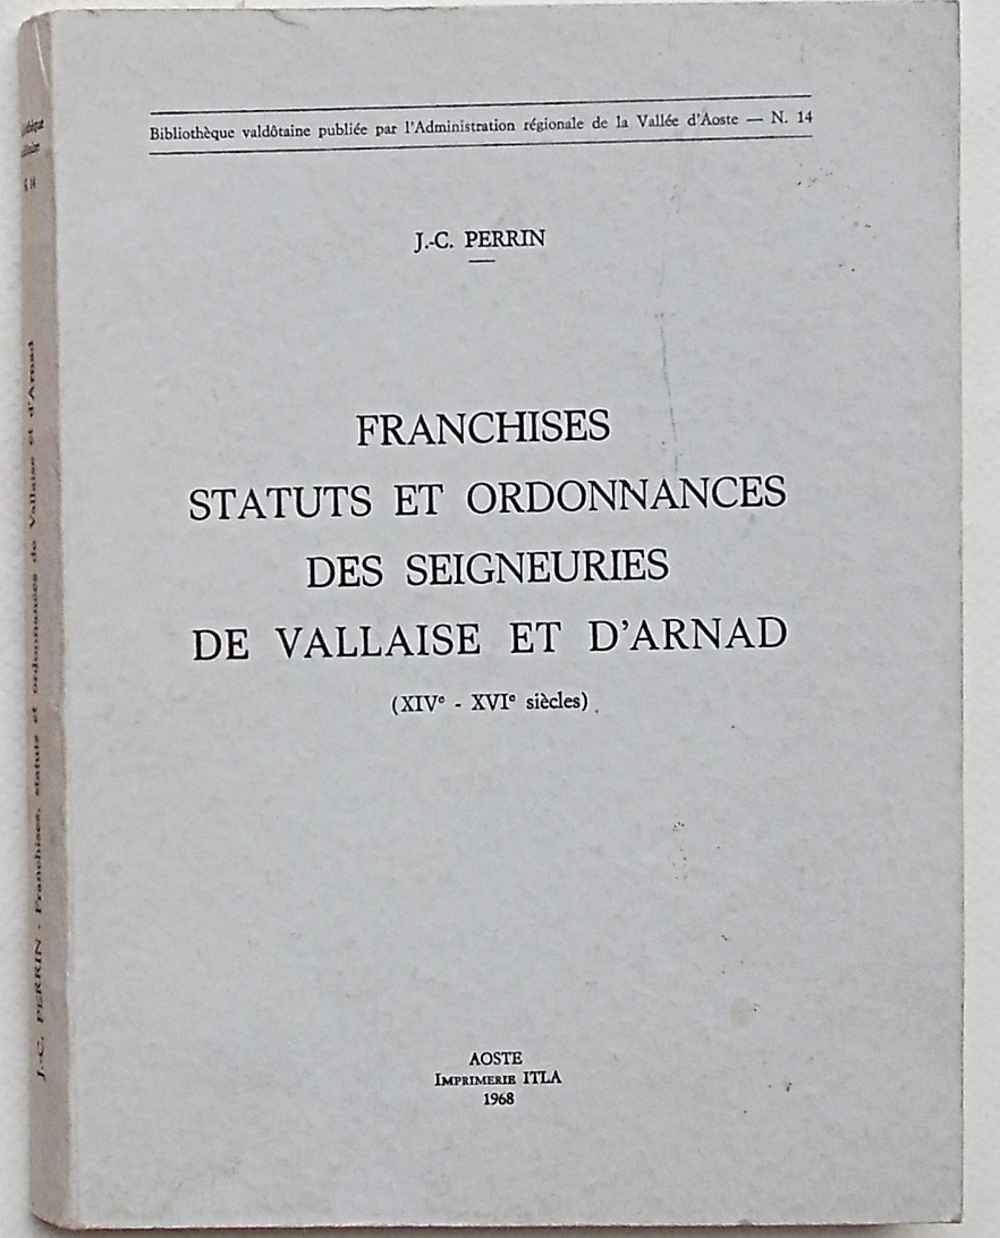 Bibliothèque valdôtaine publiée par l'Administration régionale de la Vallée d'Aoste — N. 14
J.-C. PERRIN
FRANCHISES
STATUTS ET ORDONNANCES
DES SEIGNEURIES
DE VALLAISE ET D'ARNAD
(XIVe - XVIe siècles)
AOSTE
IMPRIMERIE ITLA
1968
J.-C. PERRIN - Franchises, statuts et ordonnances de Vallaise et d'Arnad
14